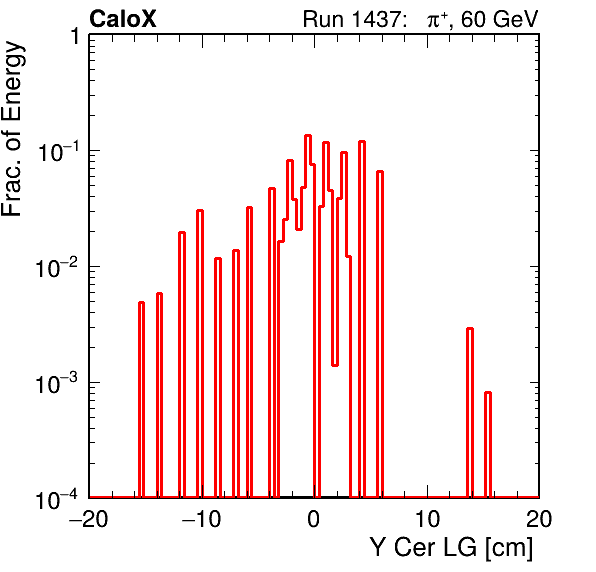 CaloX Run 1437: π⁺, 60 GeV
Frac. of Energy
1
10⁻¹
10⁻²
10⁻³
10⁻⁴
−20 −10 0 10 20
Y Cer LG [cm]